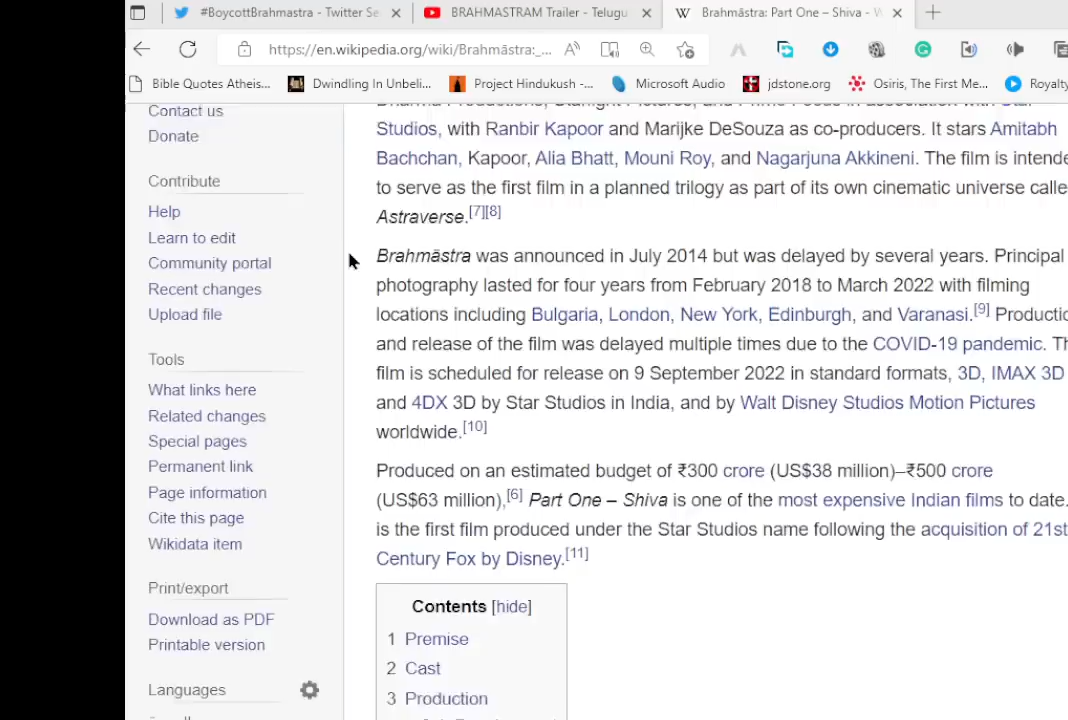 #BoycottBrahmastra - Twitter Se
BRAHMASTRAM Trailer - Telugu
Brahmāstra: Part One – Shiva - W
https://en.wikipedia.org/wiki/Brahmāstra:_...
Bible Quotes Atheis...
Dwindling In Unbeli...
Project Hindukush -...
Microsoft Audio
jdstone.org
Osiris, The First Me...
Royalty
Contact us
Donate
Contribute
Help
Learn to edit
Community portal
Recent changes
Upload file
Tools
What links here
Related changes
Special pages
Permanent link
Page information
Cite this page
Wikidata item
Print/export
Download as PDF
Printable version
Languages
Dharma Productions, Starlight Pictures, and Prime Focus in association with Star
Studios, with Ranbir Kapoor and Marijke DeSouza as co-producers. It stars Amitabh
Bachchan, Kapoor, Alia Bhatt, Mouni Roy, and Nagarjuna Akkineni. The film is intende
to serve as the first film in a planned trilogy as part of its own cinematic universe calle
Astraverse.[7][8]
Brahmāstra was announced in July 2014 but was delayed by several years. Principal
photography lasted for four years from February 2018 to March 2022 with filming
locations including Bulgaria, London, New York, Edinburgh, and Varanasi.[9] Productio
and release of the film was delayed multiple times due to the COVID-19 pandemic. Th
film is scheduled for release on 9 September 2022 in standard formats, 3D, IMAX 3D
and 4DX 3D by Star Studios in India, and by Walt Disney Studios Motion Pictures
worldwide.[10]
Produced on an estimated budget of ₹300 crore (US$38 million)–₹500 crore
(US$63 million),[6] Part One – Shiva is one of the most expensive Indian films to date.
is the first film produced under the Star Studios name following the acquisition of 21st
Century Fox by Disney.[11]
Contents [hide]
1 Premise
2 Cast
3 Production